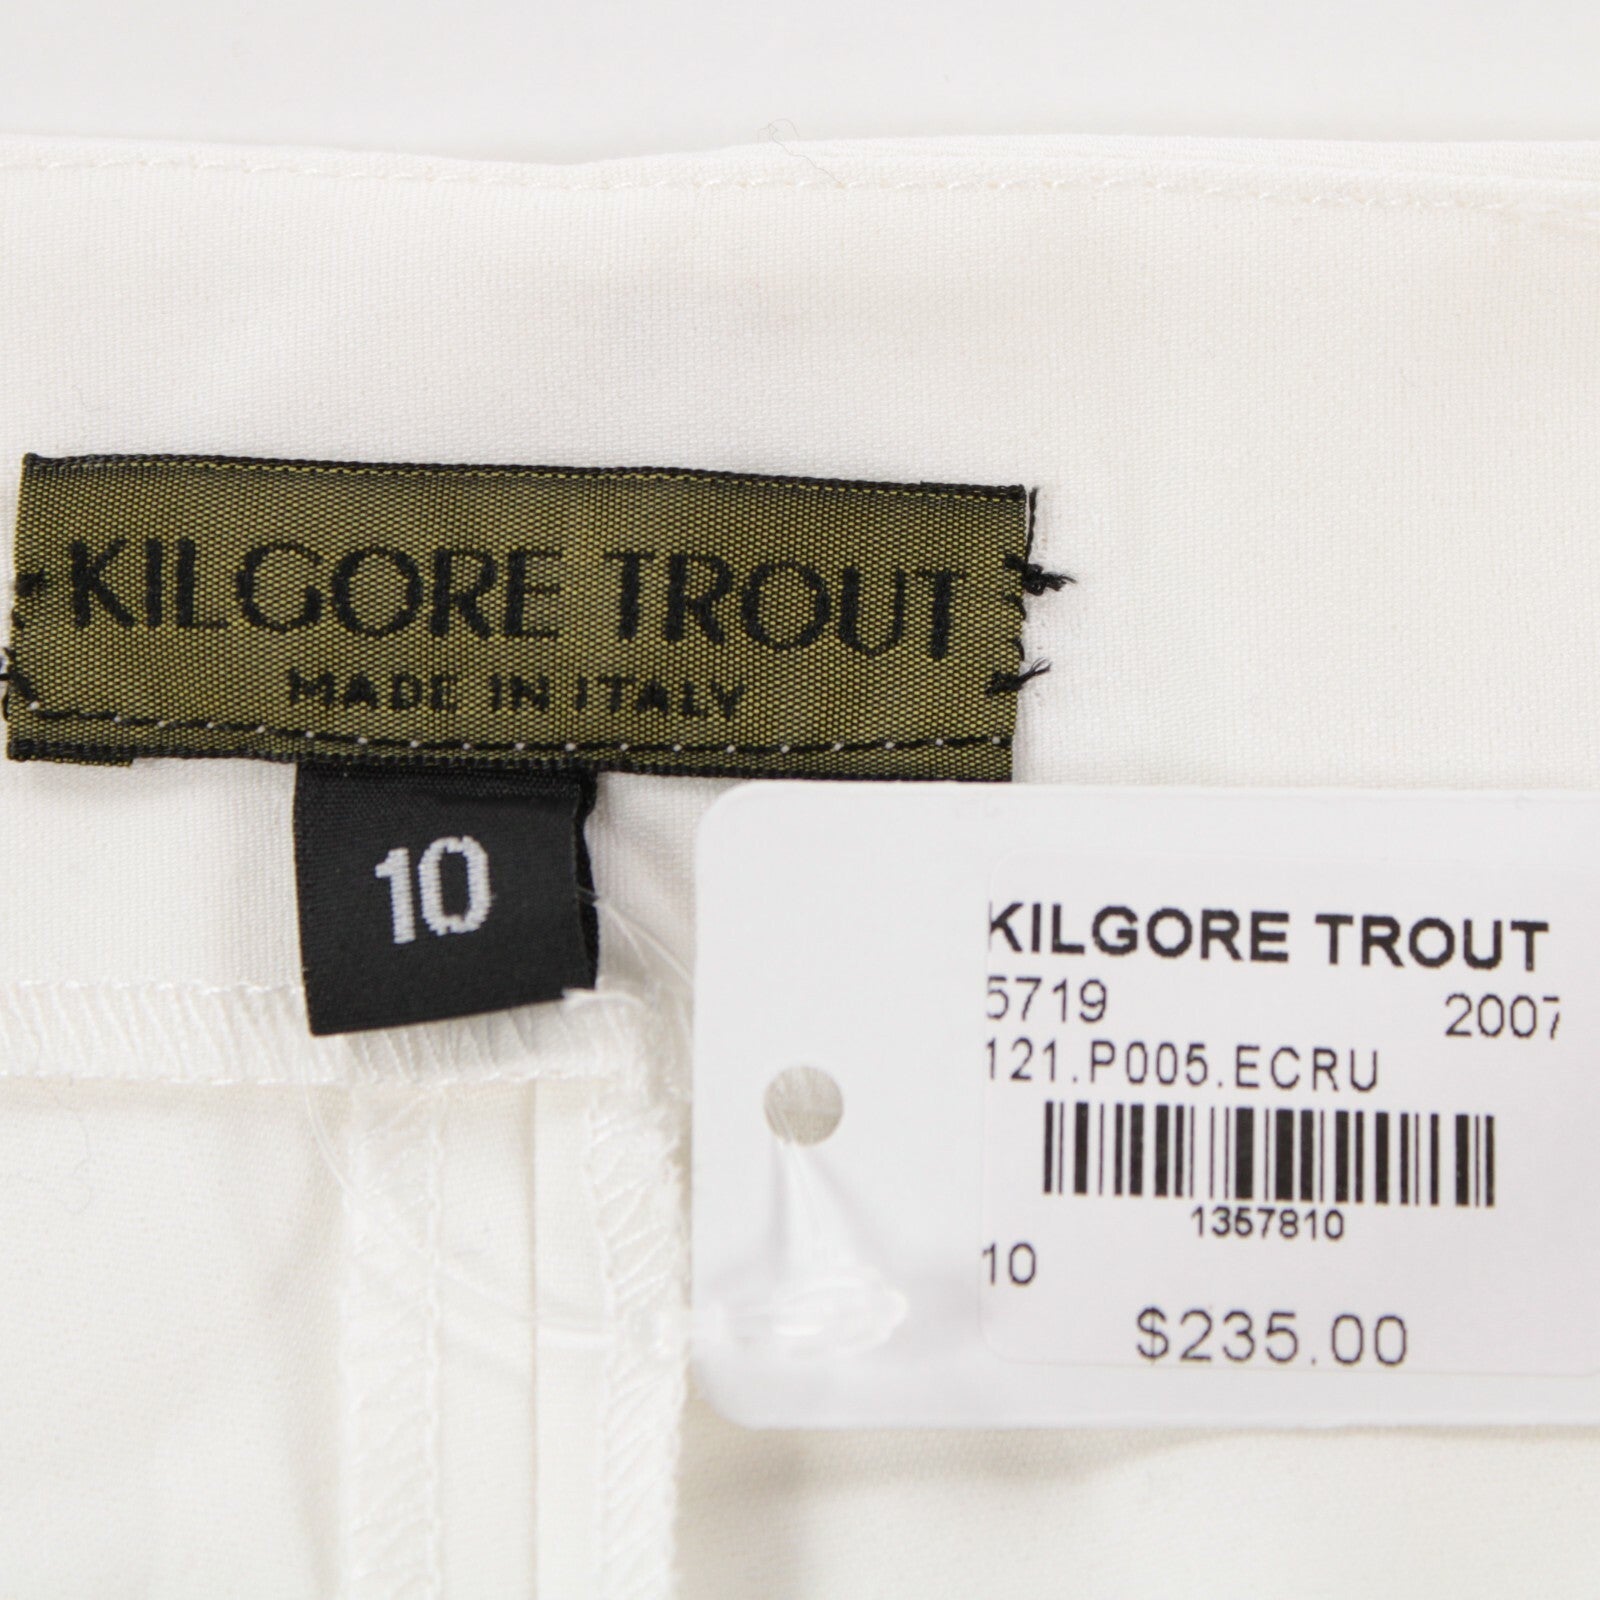 KILGORE TROUT
MADE IN ITALY
10
KILGORE TROUT
5719 2007
121.P005.ECRU
1357810
10
$235.00